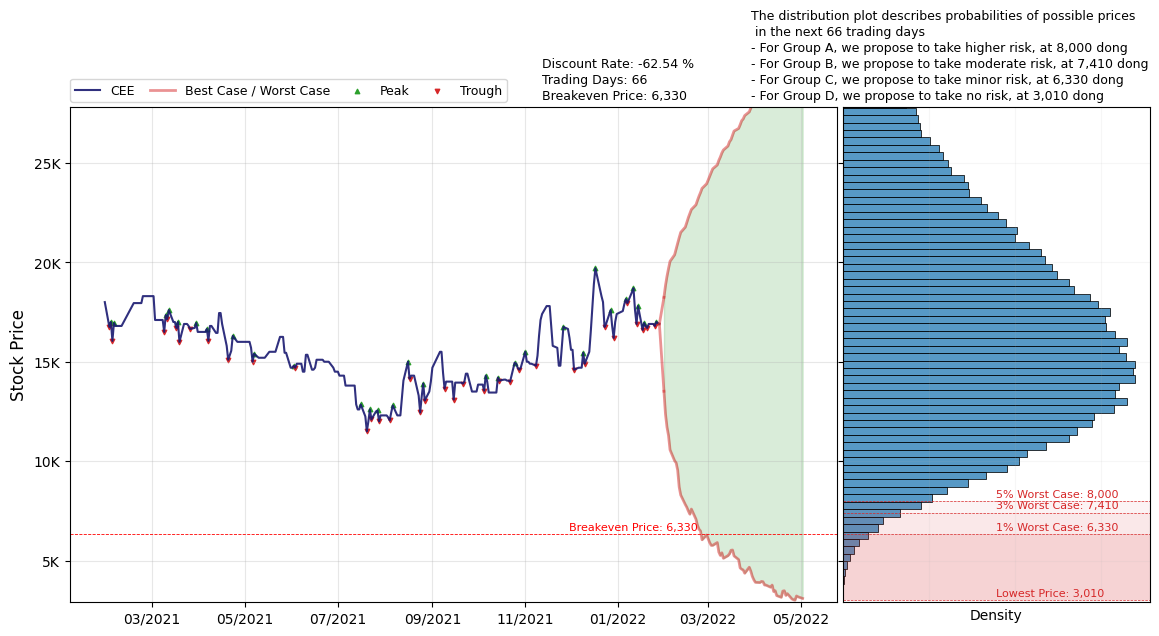 The distribution plot describes probabilities of possible prices
in the next 66 trading days
- For Group A, we propose to take higher risk, at 8,000 dong
- For Group B, we propose to take moderate risk, at 7,410 dong
- For Group C, we propose to take minor risk, at 6,330 dong
- For Group D, we propose to take no risk, at 3,010 dong
Discount Rate: -62.54 %
Trading Days: 66
Breakeven Price: 6,330
CEE
Best Case / Worst Case
Peak
Trough
Stock Price
25K
20K
15K
10K
5K
Breakeven Price: 6,330
03/2021
05/2021
07/2021
09/2021
11/2021
01/2022
03/2022
05/2022
5% Worst Case: 8,000
3% Worst Case: 7,410
1% Worst Case: 6,330
Lowest Price: 3,010
Density